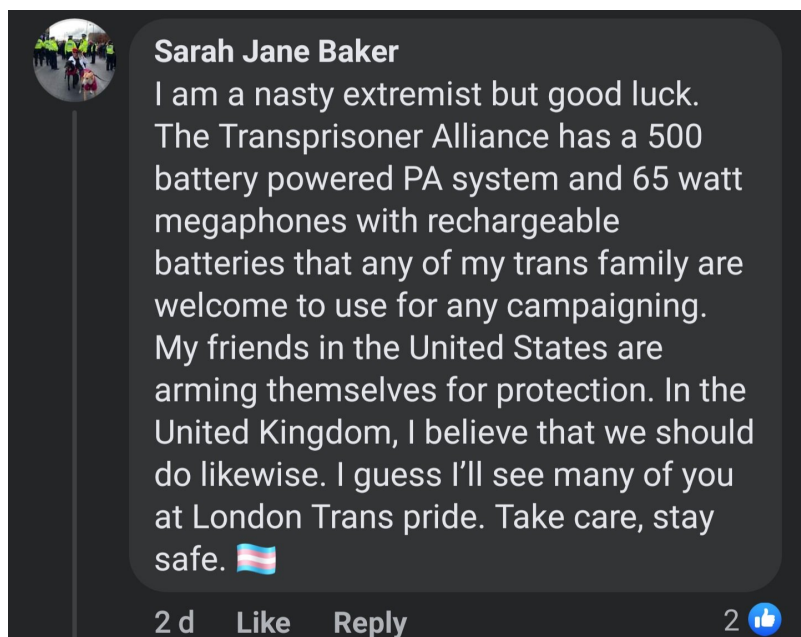 Sarah Jane Baker
I am a nasty extremist but good luck.
The Transprisoner Alliance has a 500
battery powered PA system and 65 watt
megaphones with rechargeable
batteries that any of my trans family are
welcome to use for any campaigning.
My friends in the United States are
arming themselves for protection. In the
United Kingdom, I believe that we should
do likewise. I guess I’ll see many of you
at London Trans pride. Take care, stay
safe.
2 d Like Reply 2